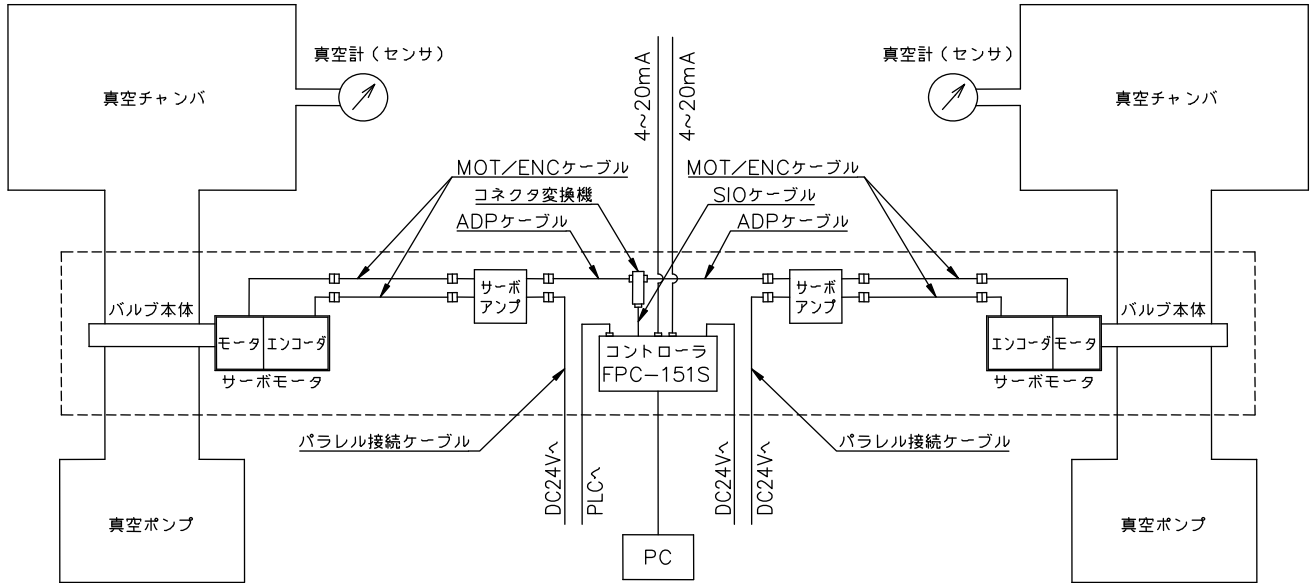 真空計（センサ）
真空計（センサ）
真空チャンバ
真空チャンバ
4～20mA
4～20mA
MOT/ENCケーブル
MOT/ENCケーブル
コネクタ変換機
SIOケーブル
ADPケーブル
ADPケーブル
サーボ
アンプ
サーボ
アンプ
バルブ本体
バルブ本体
モータ
エンコーダ
エンコーダ
モータ
サーボモータ
サーボモータ
コントローラ
FPC-151S
パラレル接続ケーブル
パラレル接続ケーブル
DC24Vへ
PLCへ
DC24Vへ
DC24Vへ
真空ポンプ
真空ポンプ
PC